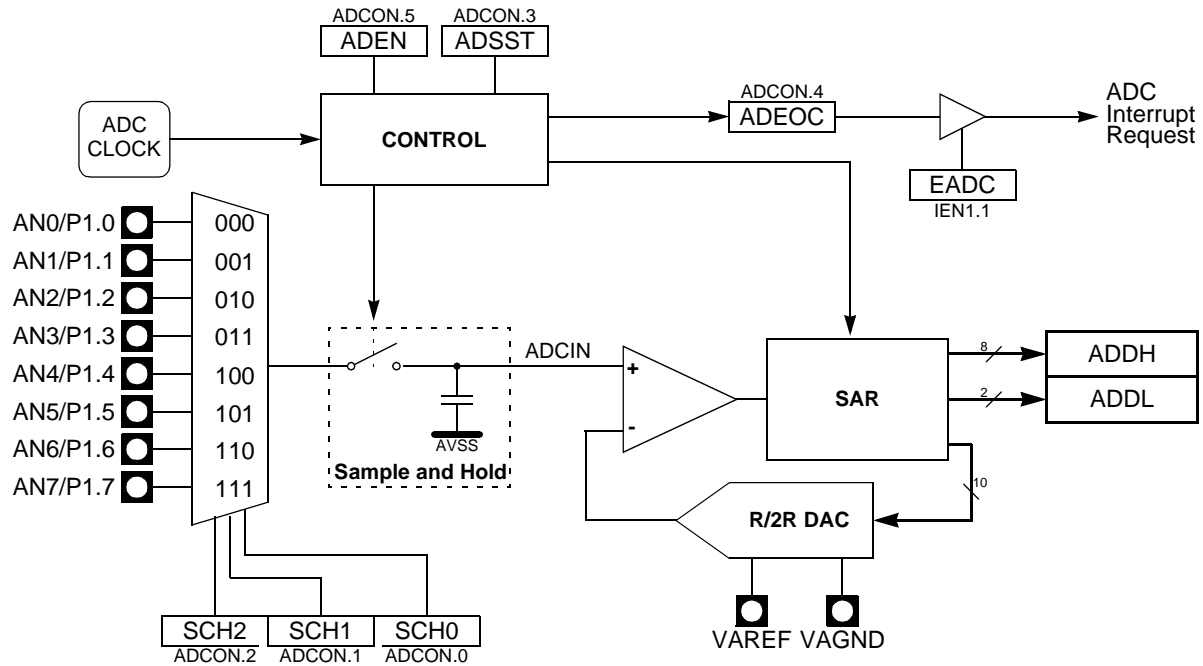 ADCON.5
ADEN
ADCON.3
ADSST
ADC
CLOCK
CONTROL
ADCON.4
ADEOC
ADC
Interrupt
Request
EADC
IEN1.1
AN0/P1.0
000
AN1/P1.1
001
AN2/P1.2
010
AN3/P1.3
011
AN4/P1.4
100
AN5/P1.5
101
AN6/P1.6
110
AN7/P1.7
111
ADCIN
AVSS
Sample and Hold
+
-
SAR
8
ADDH
2
ADDL
10
R/2R DAC
VAREF
VAGND
SCH2
SCH1
SCH0
ADCON.2
ADCON.1
ADCON.0